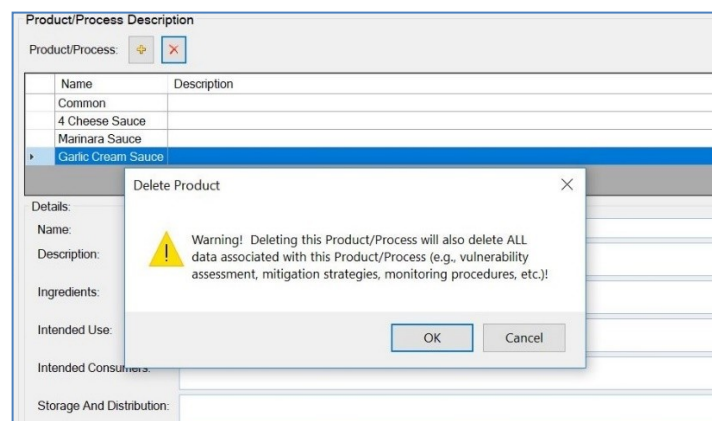 Product/Process Description
Product/Process:
Name Description
Common
4 Cheese Sauce
Marinara Sauce
Garlic Cream Sauce
Delete Product
Warning! Deleting this Product/Process will also delete ALL
data associated with this Product/Process (e.g., vulnerability
assessment, mitigation strategies, monitoring procedures, etc.)!
OK Cancel
Details:
Name:
Description:
Ingredients:
Intended Use:
Intended Consumers:
Storage And Distribution: